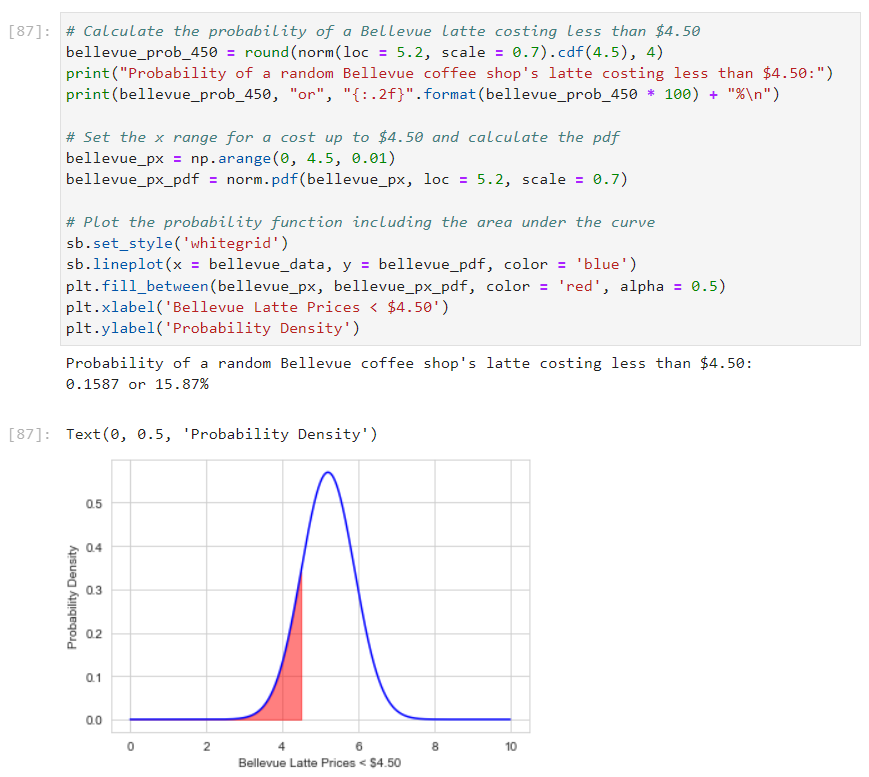 [87]: # Calculate the probability of a Bellevue latte costing less than $4.50
bellevue_prob_450 = round(norm(loc = 5.2, scale = 0.7).cdf(4.5), 4)
print("Probability of a random Bellevue coffee shop's latte costing less than $4.50:")
print(bellevue_prob_450, "or", "{:.2f}".format(bellevue_prob_450 * 100) + "%\n")
# Set the x range for a cost up to $4.50 and calculate the pdf
bellevue_px = np.arange(0, 4.5, 0.01)
bellevue_px_pdf = norm.pdf(bellevue_px, loc = 5.2, scale = 0.7)
# Plot the probability function including the area under the curve
sb.set_style('whitegrid')
sb.lineplot(x = bellevue_data, y = bellevue_pdf, color = 'blue')
plt.fill_between(bellevue_px, bellevue_px_pdf, color = 'red', alpha = 0.5)
plt.xlabel('Bellevue Latte Prices < $4.50')
plt.ylabel('Probability Density')
Probability of a random Bellevue coffee shop's latte costing less than $4.50:
0.1587 or 15.87%
[87]: Text(0, 0.5, 'Probability Density')
Probability Density
0.5
0.4
0.3
0.2
0.1
0.0
0 2 4 6 8 10
Bellevue Latte Prices < $4.50